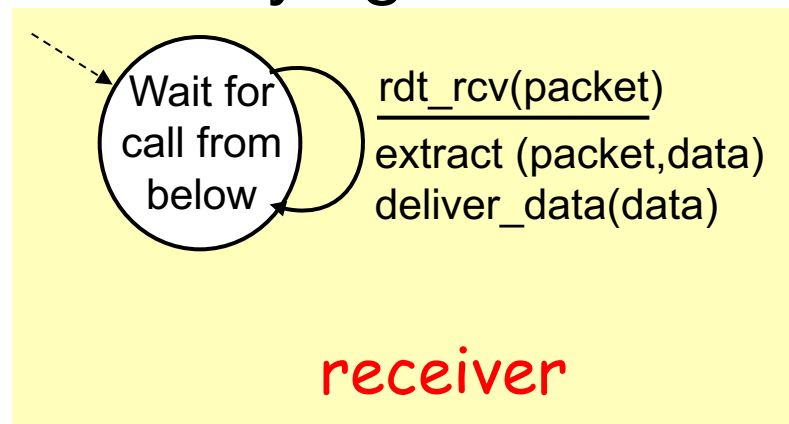 Wait for
call from
below
rdt_rcv(packet)
extract (packet,data)
deliver_data(data)
receiver